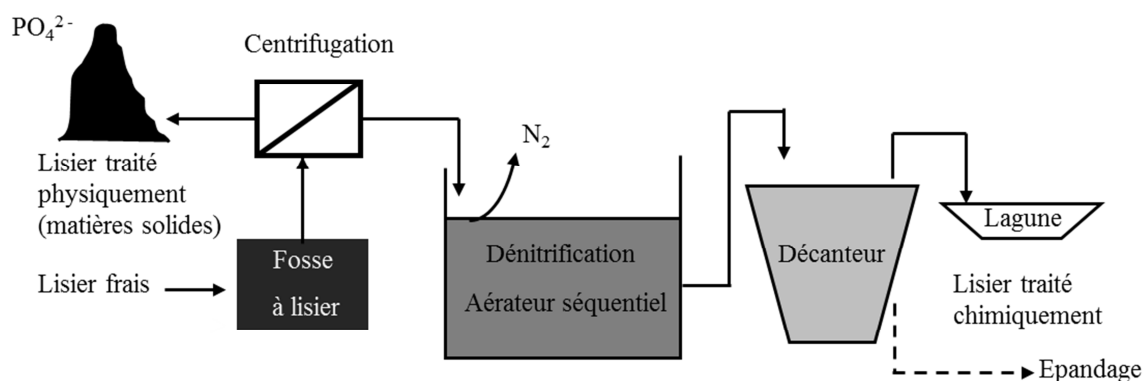 PO₄²⁻
Centrifugation
N₂
Lisier traité
physiquement
(matières solides)
Lisier frais
Fosse
à lisier
Dénitrification
Aérateur séquentiel
Décanteur
Lagune
Lisier traité
chimiquement
Epandage